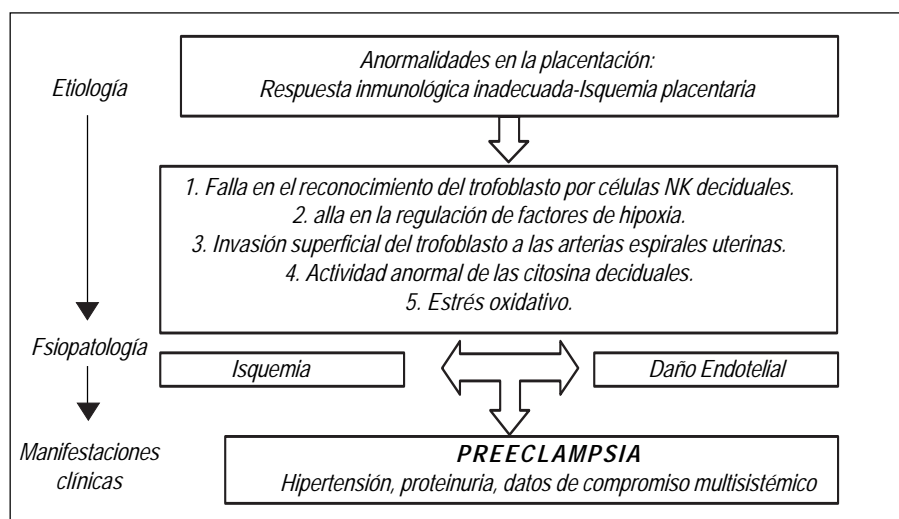 Etiología
Anormalidades en la placentación:
Respuesta inmunológica inadecuada-Isquemia placentaria
1. Falla en el reconocimiento del trofoblasto por células NK deciduales.
2. alla en la regulación de factores de hipoxia.
3. Invasión superficial del trofoblasto a las arterias espirales uterinas.
4. Actividad anormal de las citosina deciduales.
5. Estrés oxidativo.
Fsiopatología
Isquemia
Daño Endotelial
Manifestaciones
clínicas
PREECLAMPSIA
Hipertensión, proteinuria, datos de compromiso multisistémico